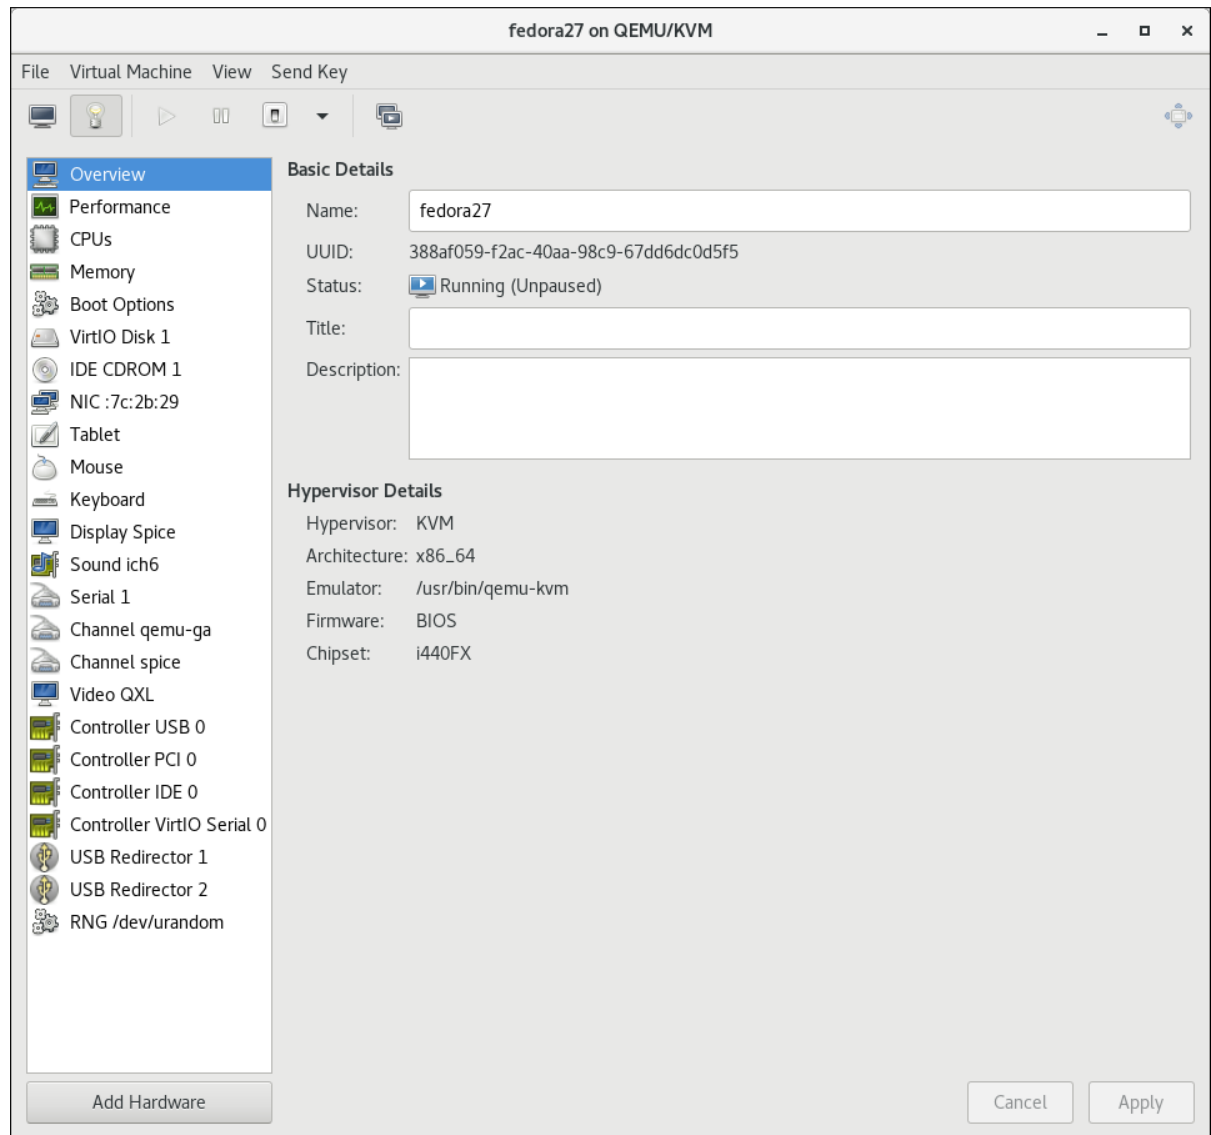 fedora27 on QEMU/KVM
File Virtual Machine View Send Key
Overview
Performance
CPUs
Memory
Boot Options
VirtIO Disk 1
IDE CDROM 1
NIC :7c:2b:29
Tablet
Mouse
Keyboard
Display Spice
Sound ich6
Serial 1
Channel qemu-ga
Channel spice
Video QXL
Controller USB 0
Controller PCI 0
Controller IDE 0
Controller VirtIO Serial 0
USB Redirector 1
USB Redirector 2
RNG /dev/urandom
Add Hardware
Basic Details
Name: fedora27
UUID: 388af059-f2ac-40aa-98c9-67dd6dc0d5f5
Status: Running (Unpaused)
Title:
Description:
Hypervisor Details
Hypervisor: KVM
Architecture: x86_64
Emulator: /usr/bin/qemu-kvm
Firmware: BIOS
Chipset: i440FX
Cancel Apply